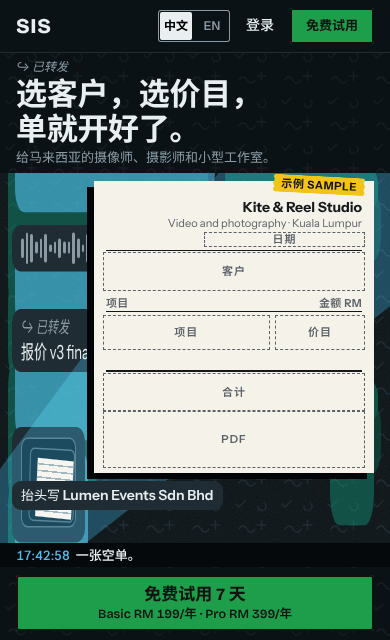 SIS
中文 EN 登录 免费试用
↪ 已转发
选客户，选价目，
单就开好了。
给马来西亚的摄像师、摄影师和小型工作室。
示例 SAMPLE
Kite & Reel Studio
Video and photography · Kuala Lumpur
日期
客户
项目 金额 RM
↪ 已转发
报价 v3 fina
项目 价目
合计
PDF
抬头写 Lumen Events Sdn Bhd
17:42:58 一张空单。
免费试用 7 天
Basic RM 199/年 · Pro RM 399/年